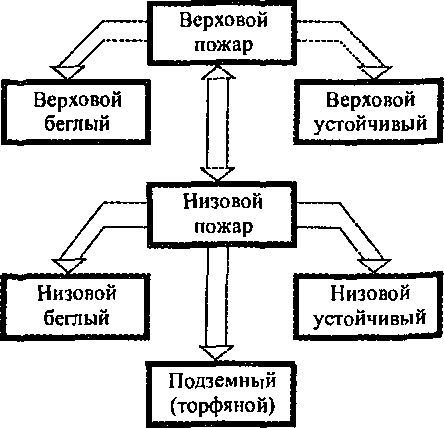 Верховой
пожар
Верховой
беглый
Верховой
устойчивый
Низовой
пожар
Низовой
беглый
Низовой
устойчивый
Подземный
(торфяной)